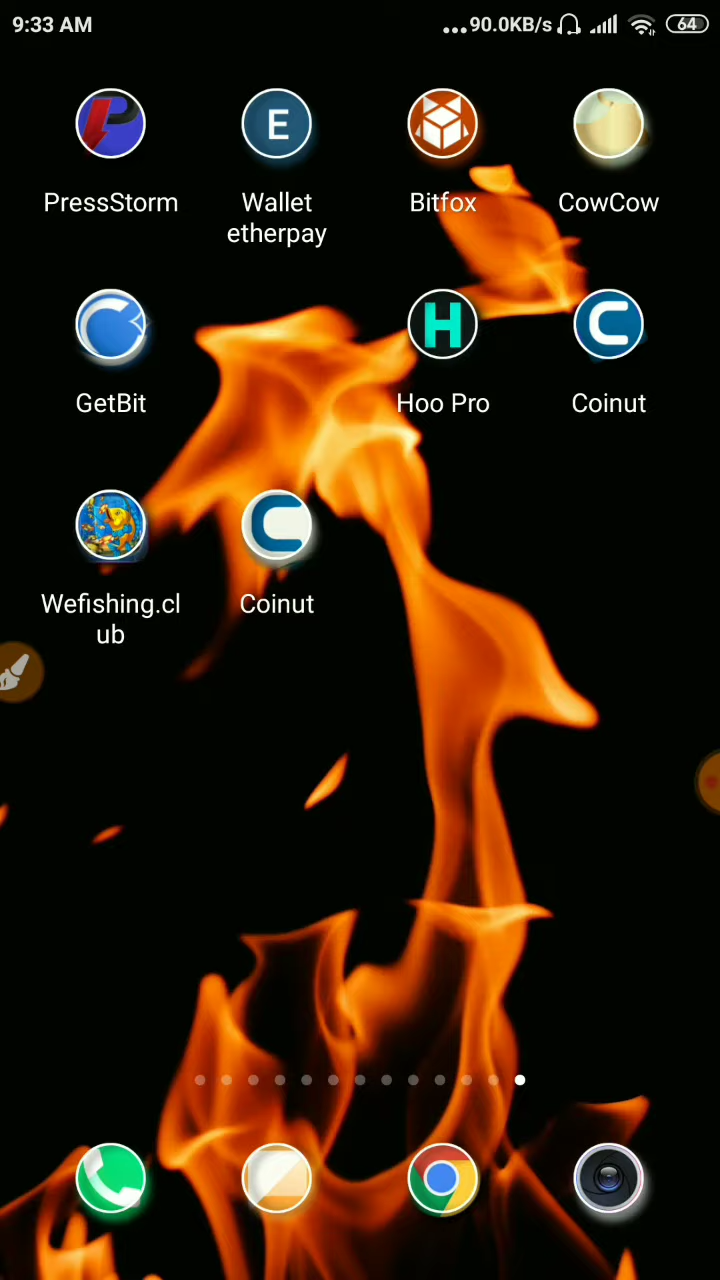 9:33 AM ...90.0KB/s 64
PressStorm
Wallet
etherpay
E
Bitfox
CowCow
GetBit
H
Hoo Pro
C
Coinut
Wefishing.cl
ub
C
Coinut